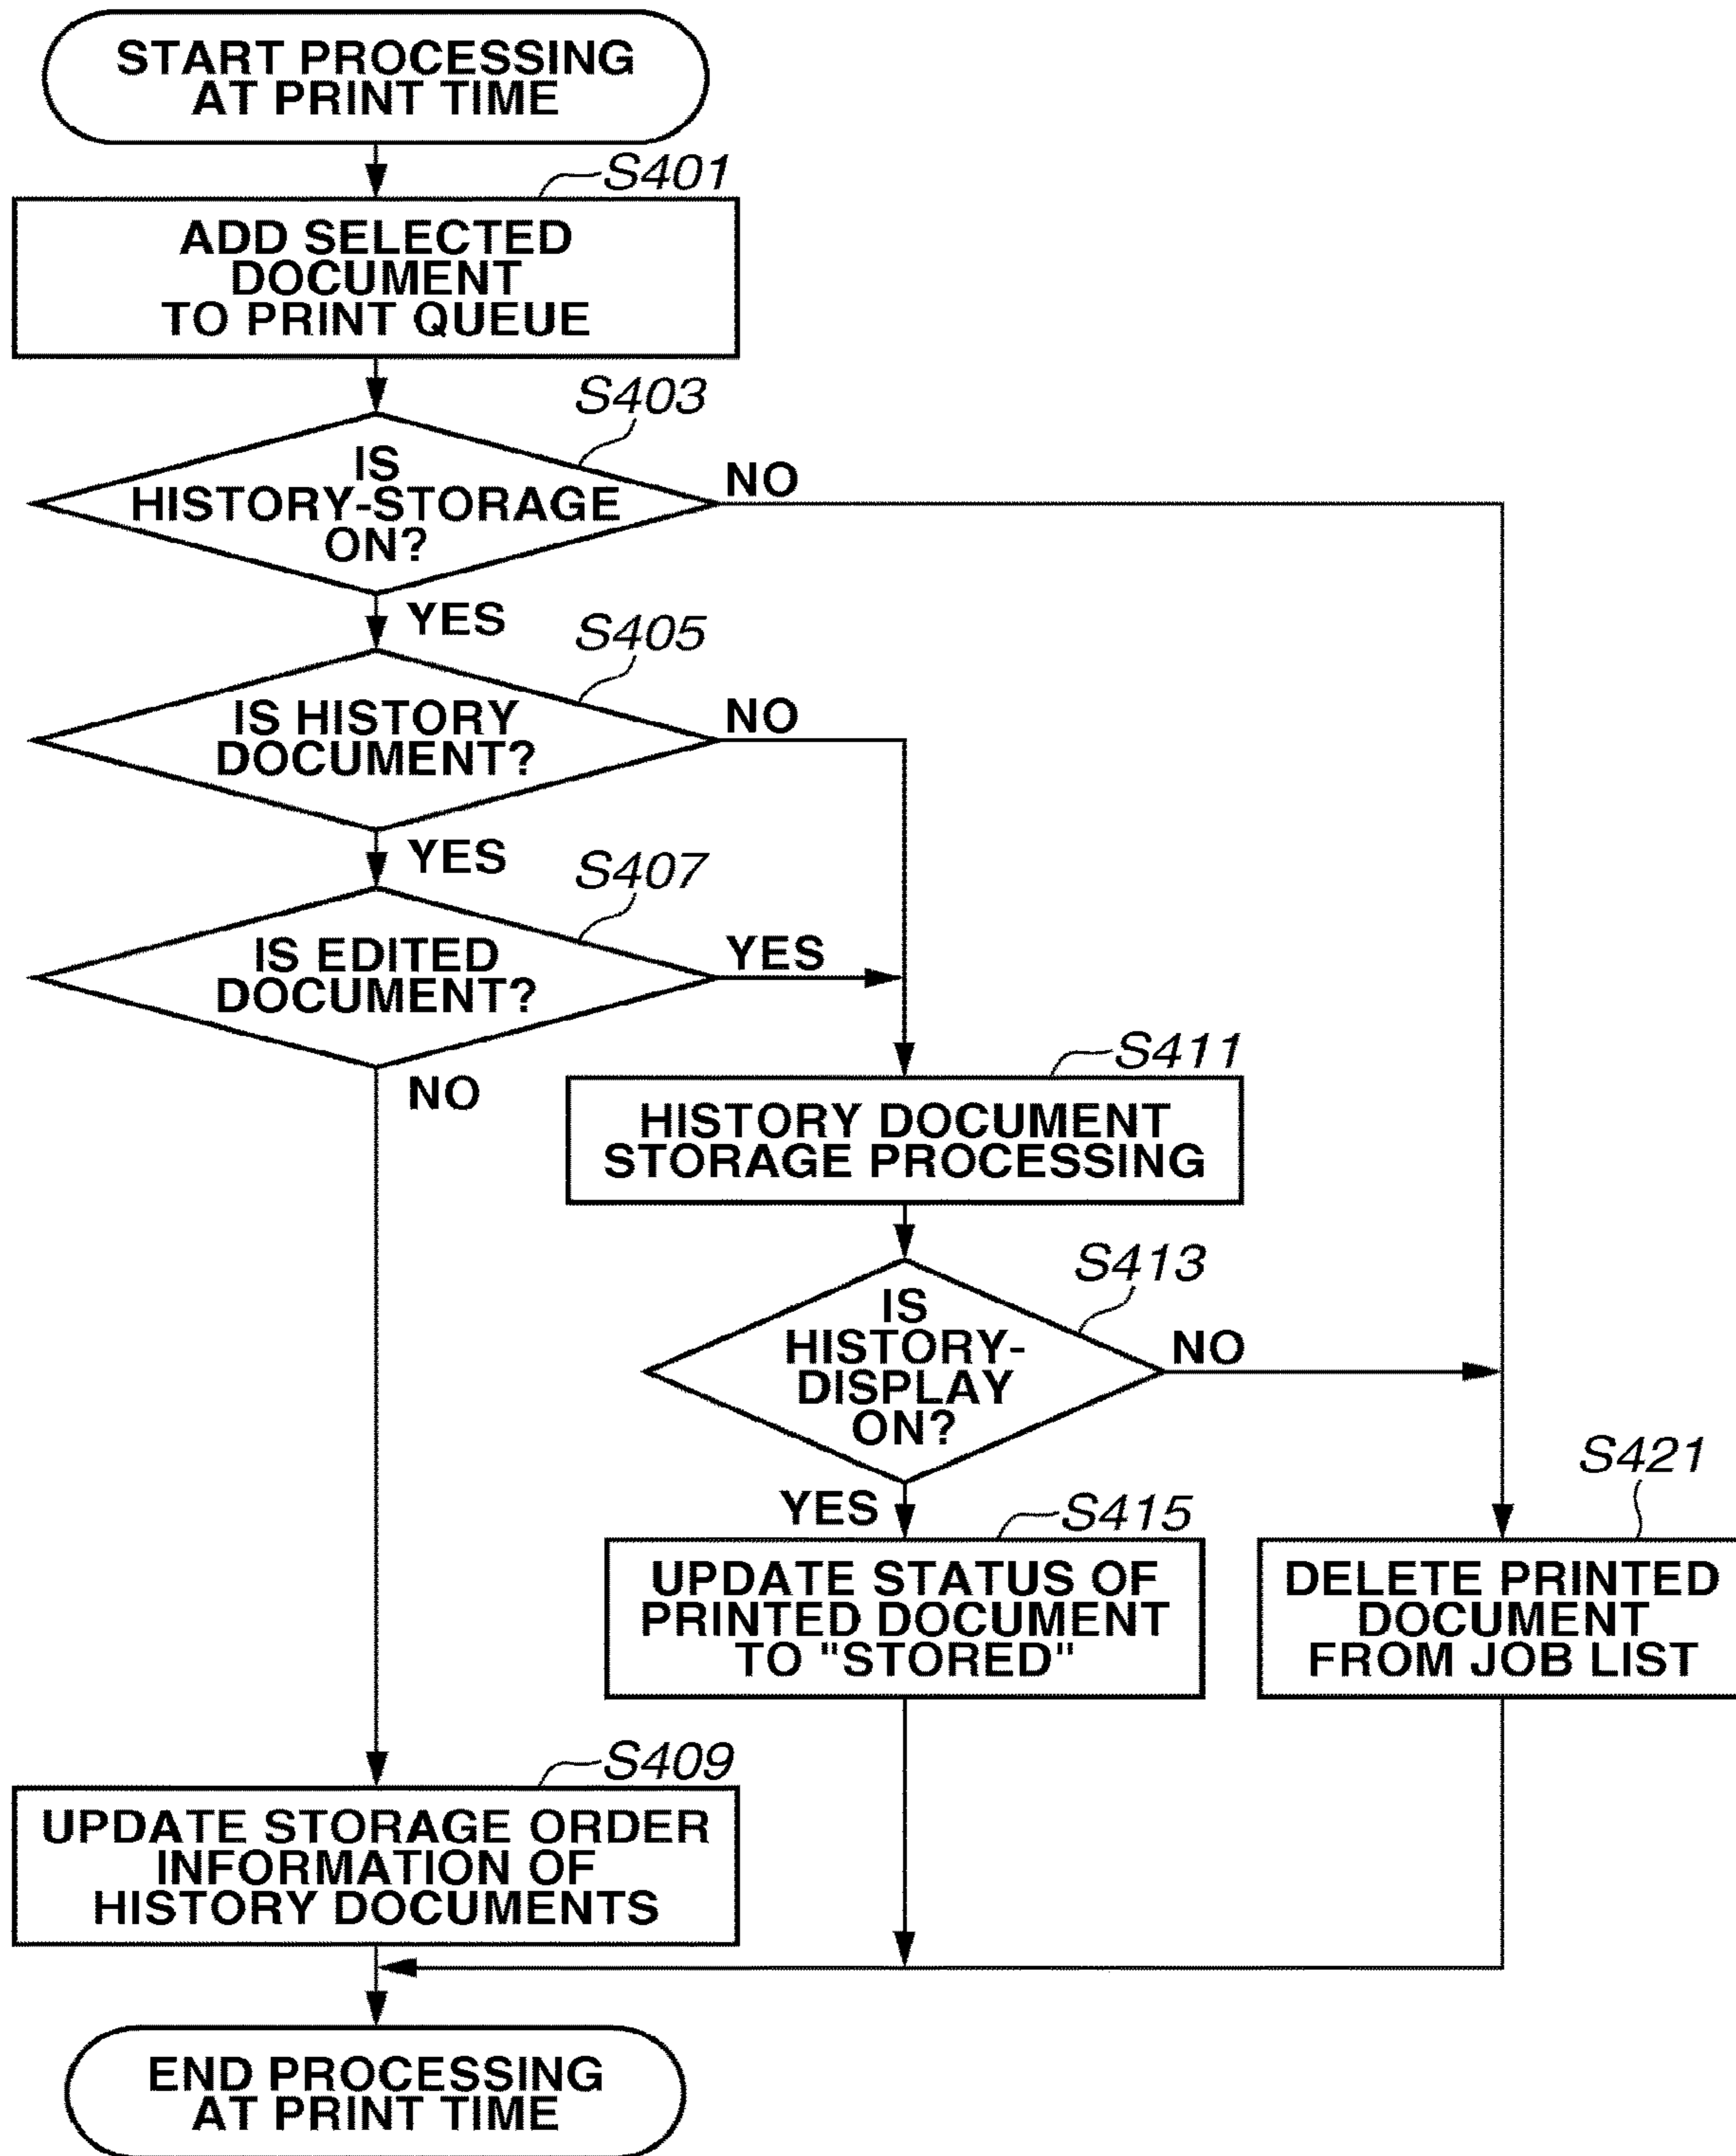 START PROCESSING
AT PRINT TIME
S401
ADD SELECTED
DOCUMENT
TO PRINT QUEUE
S403
IS
HISTORY-STORAGE
ON?
NO
YES
S405
IS HISTORY
DOCUMENT?
NO
YES
S407
IS EDITED
DOCUMENT?
YES
NO
S411
HISTORY DOCUMENT
STORAGE PROCESSING
S413
IS
HISTORY-
DISPLAY
ON?
NO
YES
S415
UPDATE STATUS OF
PRINTED DOCUMENT
TO "STORED"
S421
DELETE PRINTED
DOCUMENT
FROM JOB LIST
S409
UPDATE STORAGE ORDER
INFORMATION OF
HISTORY DOCUMENTS
END PROCESSING
AT PRINT TIME